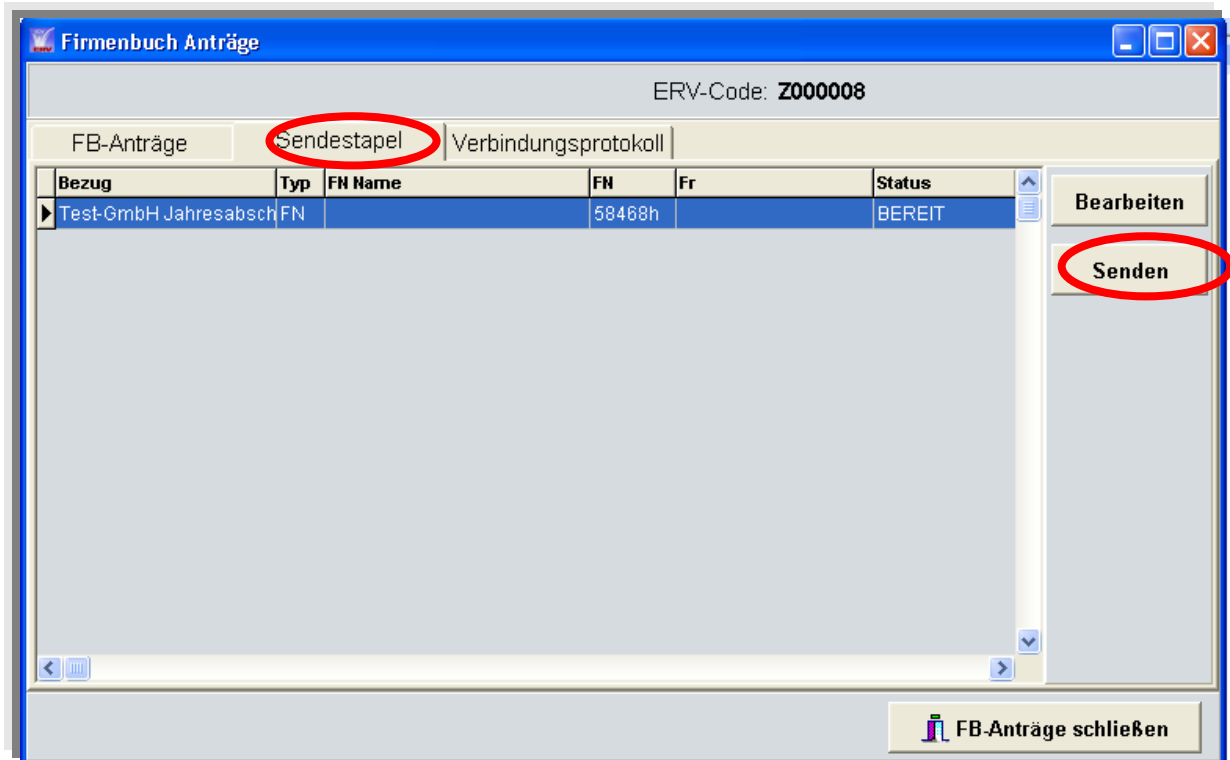 Firmenbuch Anträge
ERV-Code: Z000008
FB-Anträge Sendestapel Verbindungsprotokoll
Bezug Typ FN Name FN Fr Status
Test-GmbH Jahresabsch FN 58468h BEREIT
Bearbeiten
Senden
FB-Anträge schließen